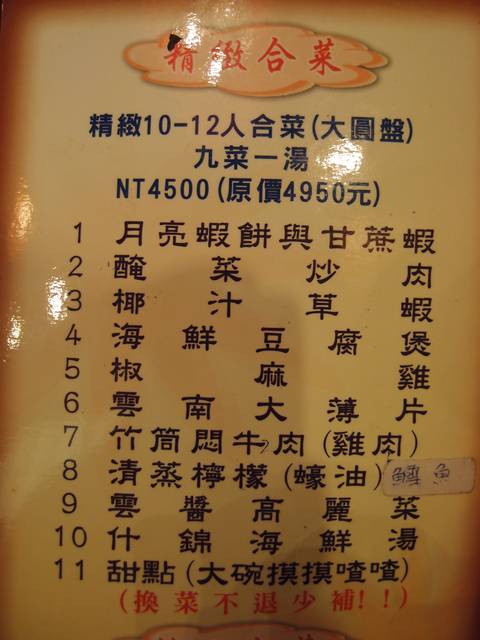 精緻合菜
精緻10-12人合菜(大圓盤)
九菜一湯
NT4500(原價4950元)
1 月亮蝦餅與甘蔗蝦
2 醃菜炒肉
3 椰汁草蝦
4 海鮮豆腐煲
5 椒麻雞
6 雲南大薄片
7 竹筒悶牛肉(雞肉)
8 清蒸檸檬(蠔油)鱈魚
9 雲醬高麗菜
10 什錦海鮮湯
11 甜點(大碗摸摸喳喳)
(換菜不退少補!!)